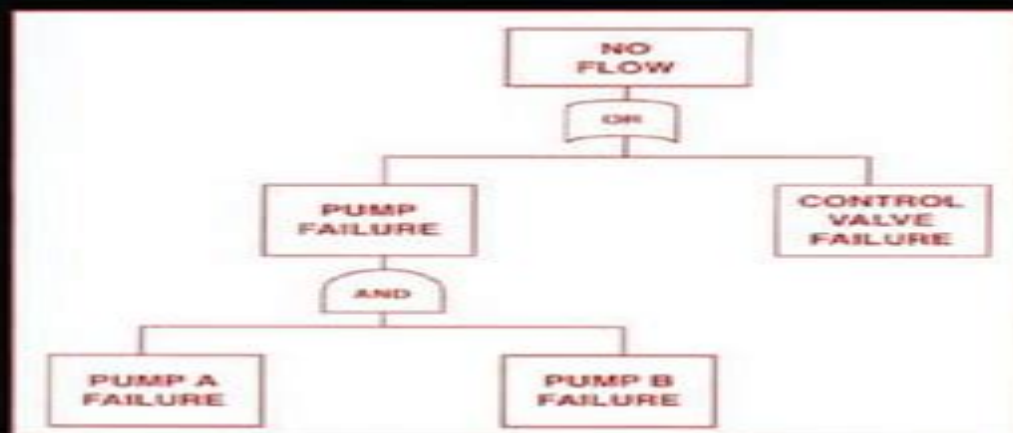 NO
FLOW
OR
PUMP
FAILURE
CONTROL
VALVE
FAILURE
AND
PUMP A
FAILURE
PUMP B
FAILURE